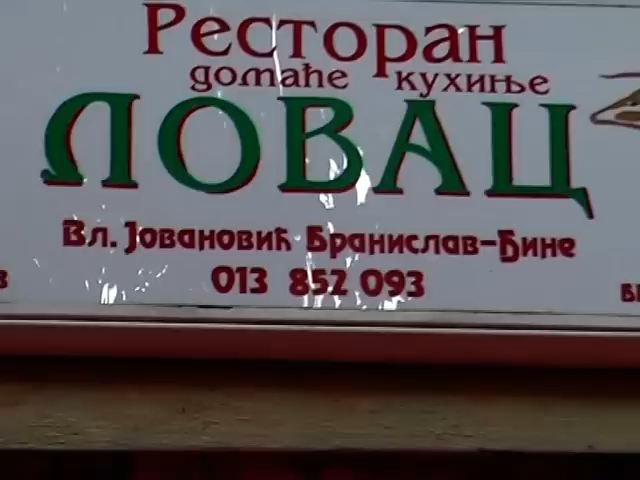 Ресторан
домаће кухиње
ЛОВАЦ
Вл. Јовановић Бранислав-Бине
013 852 093